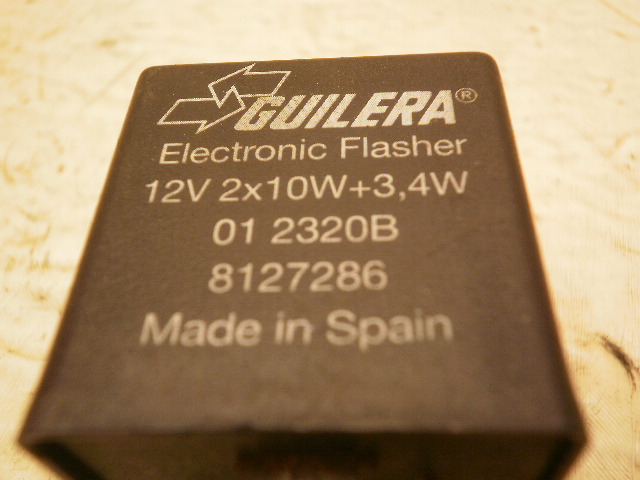 GUILERA®
Electronic Flasher
12V 2x10W+3,4W
01 2320B
8127286
Made in Spain